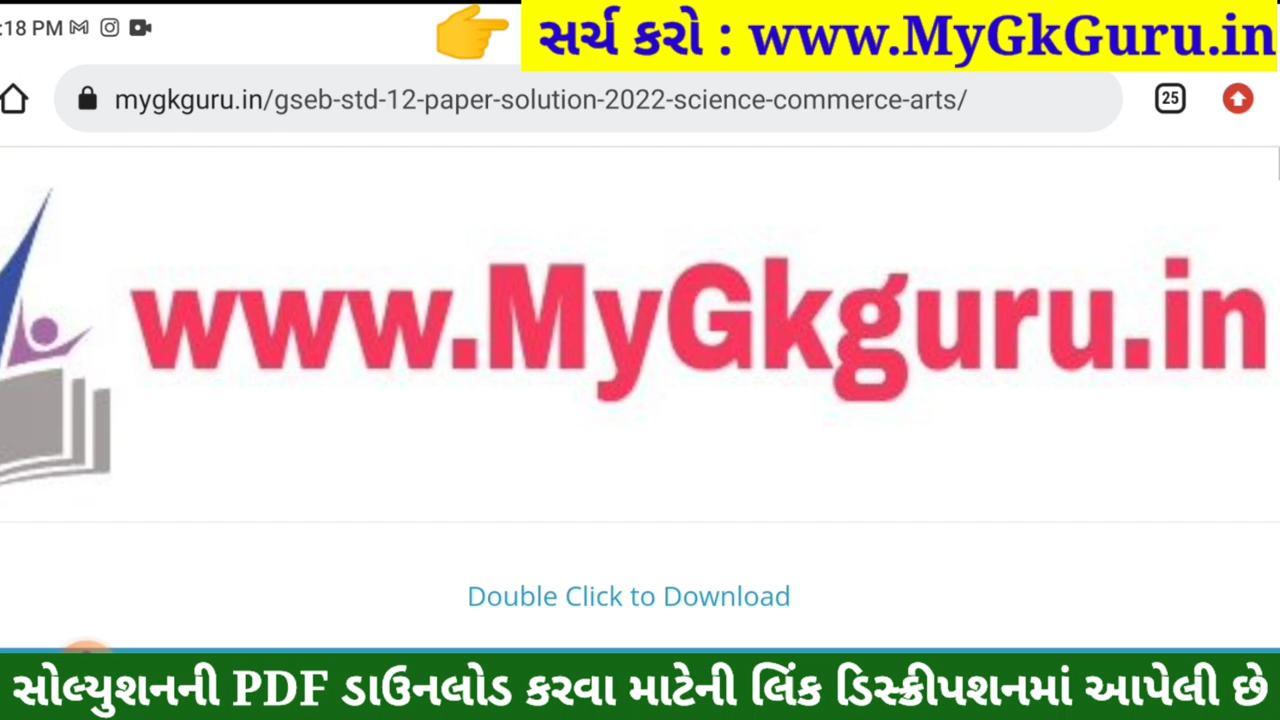 :18 PM
સર્ચ કરો : www.MyGkGuru.in
mygkguru.in/gseb-std-12-paper-solution-2022-science-commerce-arts/
25
www.MyGkguru.in
Double Click to Download
સોલ્યુશનની PDF ડાઉનલોડ કરવા માટેની લિંક ડિસ્ક્રીપશનમાં આપેલી છે